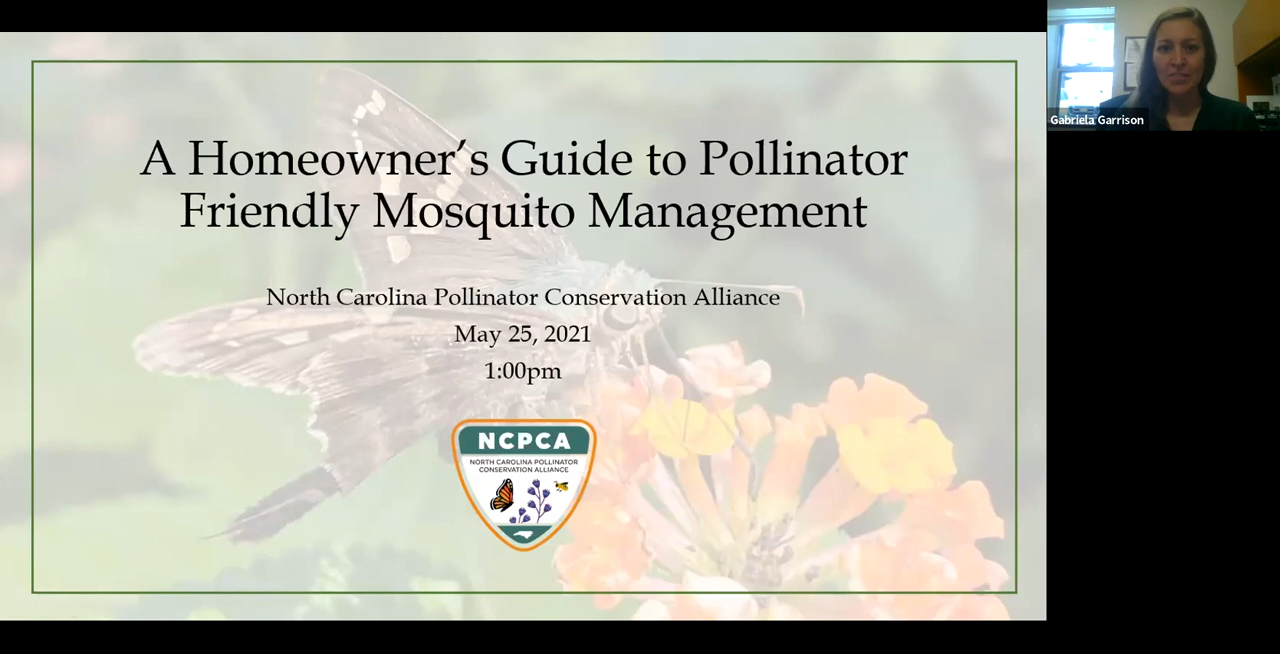 A Homeowner's Guide to Pollinator
Friendly Mosquito Management
North Carolina Pollinator Conservation Alliance
May 25, 2021
1:00pm
NCPCA
NORTH CAROLINA POLLINATOR
CONSERVATION ALLIANCE
Gabriela Garrison